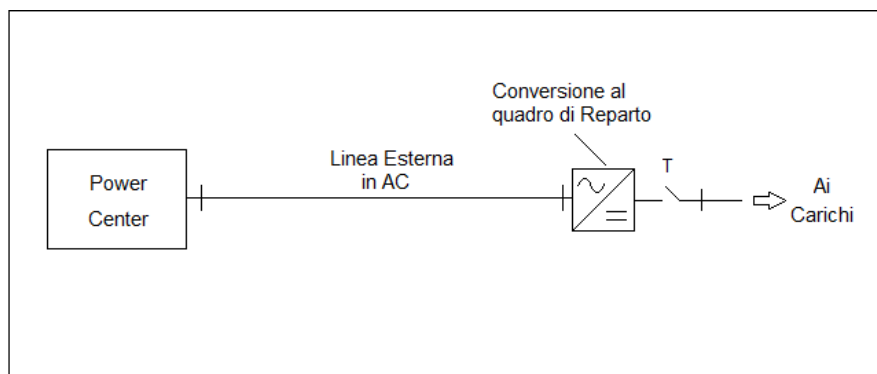 Conversione al
quadro di Reparto
Linea Esterna
in AC
T
Power
Center
Ai
Carichi